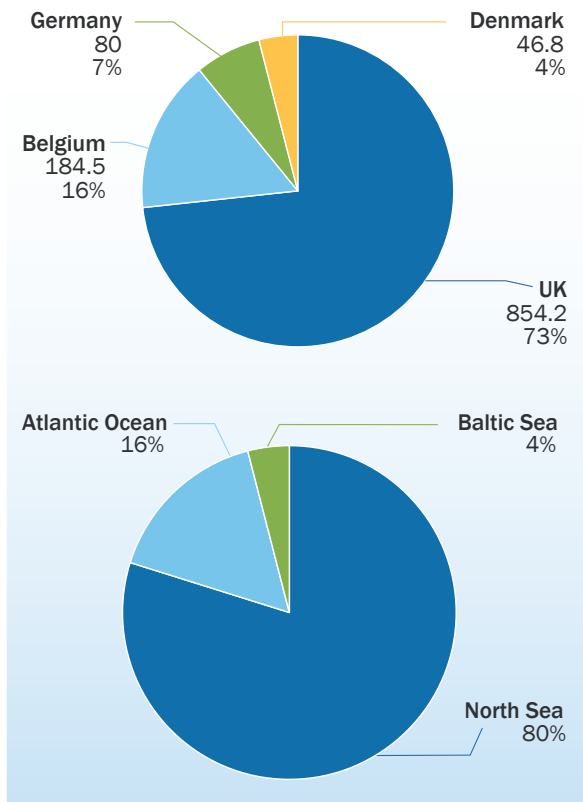 Germany
80
7%
Denmark
46.8
4%
Belgium
184.5
16%
UK
854.2
73%
Atlantic Ocean
16%
Baltic Sea
4%
North Sea
80%